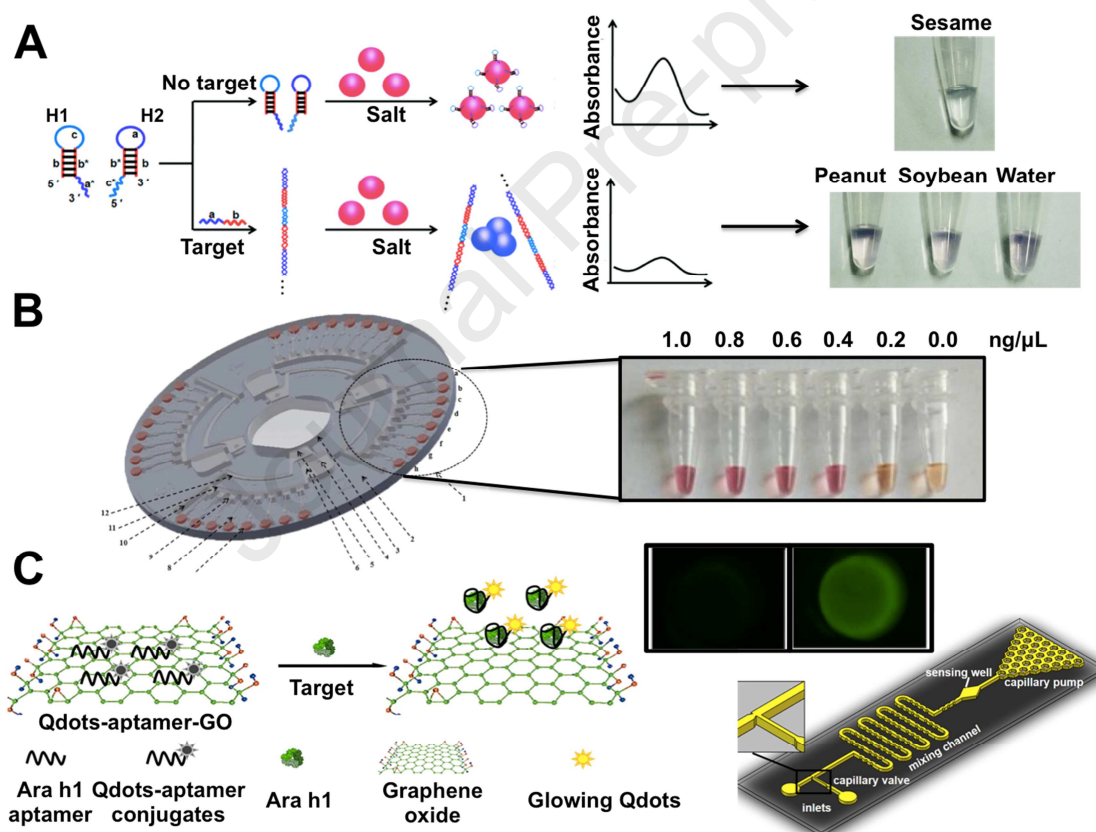 A
No target
Salt
H1
H2
c
a
b
b*
b*
b
5´
3´
a*
c*
5´
3´
a
b
Target
Salt
Absorbance
Absorbance
Sesame
Peanut
Soybean
Water
B
1.0 0.8 0.6 0.4 0.2 0.0 ng/µL
a
b
c
d
e
f
g
h
12
11
10
9
8
6
5
4
3
2
1
C
Target
Qdots-aptamer-GO
Ara h1
aptamer
Qdots-aptamer
conjugates
Ara h1
Graphene
oxide
Glowing Qdots
sensing well
capillary pump
mixing channel
capillary valve
inlets
Journal Pre-pr